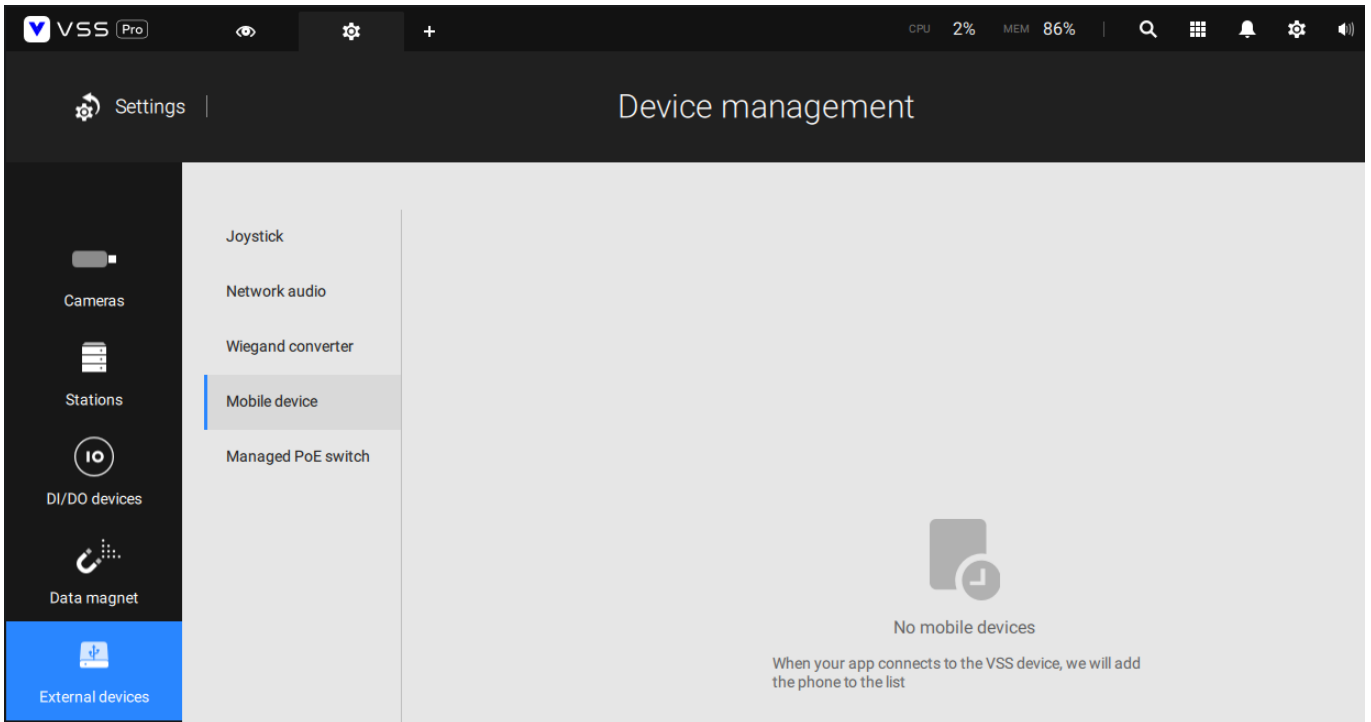 VSS Pro
CPU 2% MEM 86%
Settings
Device management
Cameras
Stations
IO
DI/DO devices
Data magnet
External devices
Joystick
Network audio
Wiegand converter
Mobile device
Managed PoE switch
No mobile devices
When your app connects to the VSS device, we will add
the phone to the list